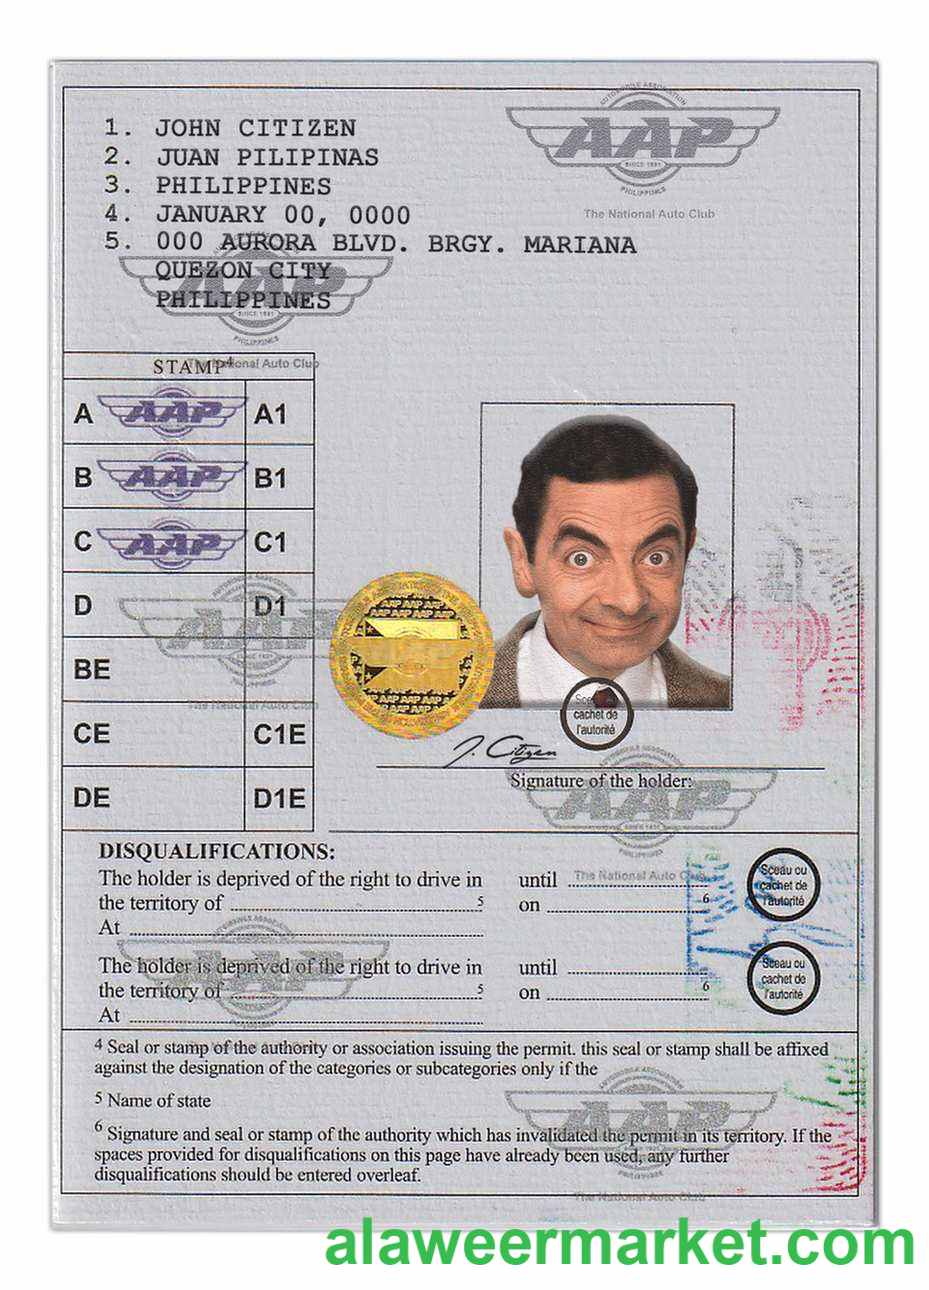 AUTOMOBILE ASSOCIATION
AAP
SINCE 1931
PHILIPPINES
The National Auto Club
1. JOHN CITIZEN
2. JUAN PILIPINAS
3. PHILIPPINES
4. JANUARY 00, 0000
5. 000 AURORA BLVD. BRGY. MARIANA
QUEZON CITY
PHILIPPINES
AAP
SINCE 1931
PHILIPPINES
The National Auto Club
STAMP4
A AAP A1
B AAP B1
C AAP C1
D D1
BE
CE C1E
DE D1E
Sceau ou
cachet de
l'autorité
J. Citizen
Signature of the holder:
DISQUALIFICATIONS:
The holder is deprived of the right to drive in until
the territory of 5 on 6
At
Sceau ou
cachet de
l'autorité
The holder is deprived of the right to drive in until
the territory of 5 on 6
At
Sceau ou
cachet de
l'autorité
4 Seal or stamp of the authority or association issuing the permit. this seal or stamp shall be affixed
against the designation of the categories or subcategories only if the
5 Name of state
6 Signature and seal or stamp of the authority which has invalidated the permit in its territory. If the
spaces provided for disqualifications on this page have already been used, any further
disqualifications should be entered overleaf.
The National Auto Club
alaweermarket.com